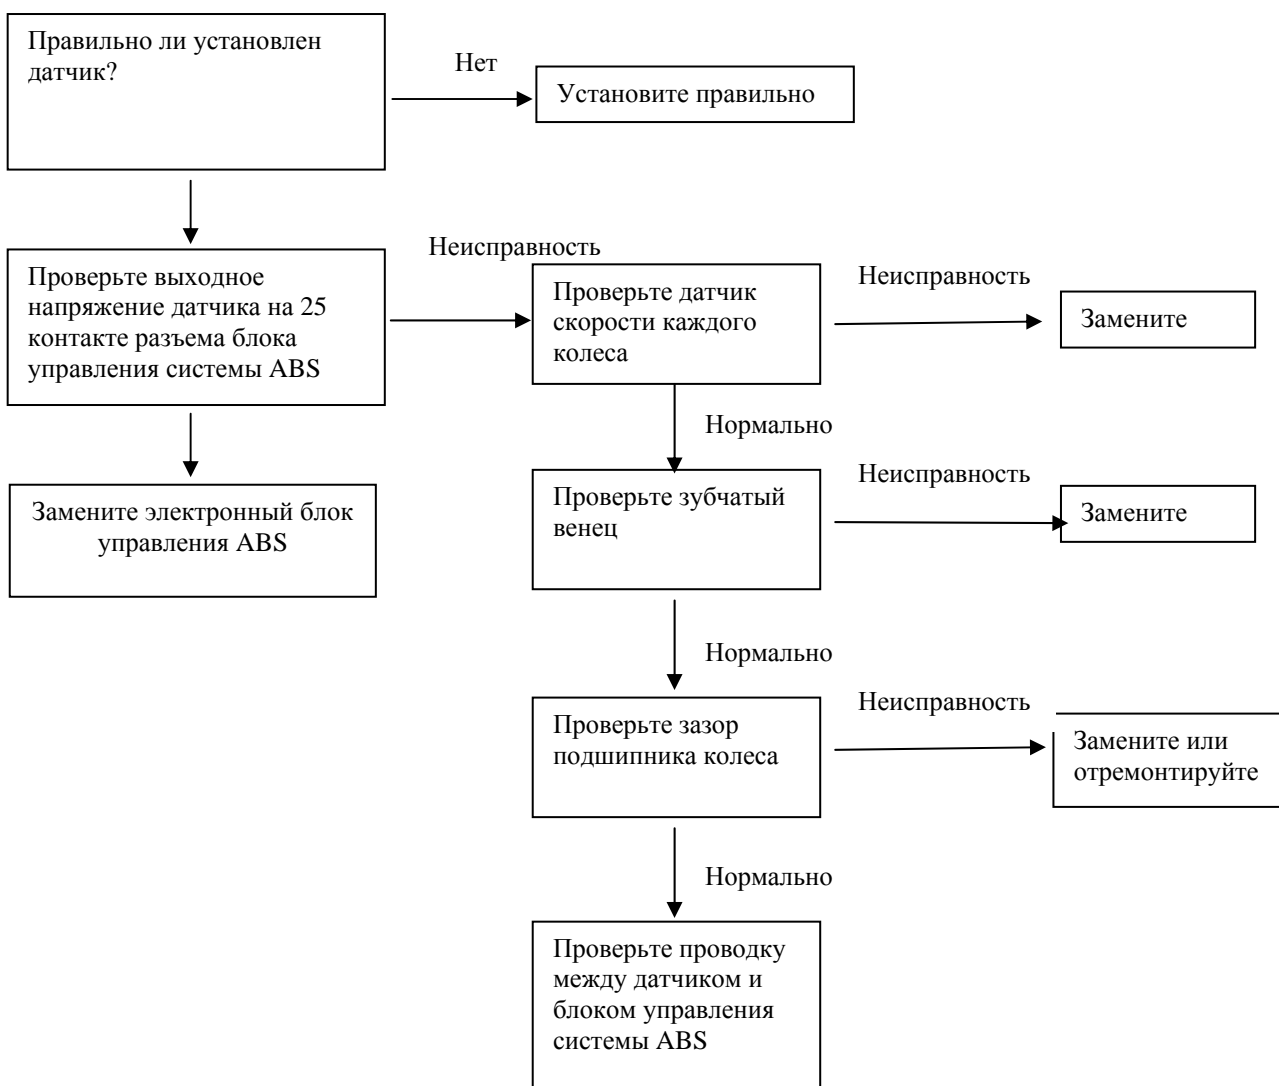 Правильно ли установлен
датчик?
Нет
Установите правильно
Неисправность
Проверьте выходное
напряжение датчика на 25
контакте разъема блока
управления системы ABS
Проверьте датчик
скорости каждого
колеса
Неисправность
Замените
Нормально
Замените электронный блок
управления ABS
Проверьте зубчатый
венец
Неисправность
Замените
Нормально
Проверьте зазор
подшипника колеса
Неисправность
Замените или
отремонтируйте
Нормально
Проверьте проводку
между датчиком и
блоком управления
системы ABS